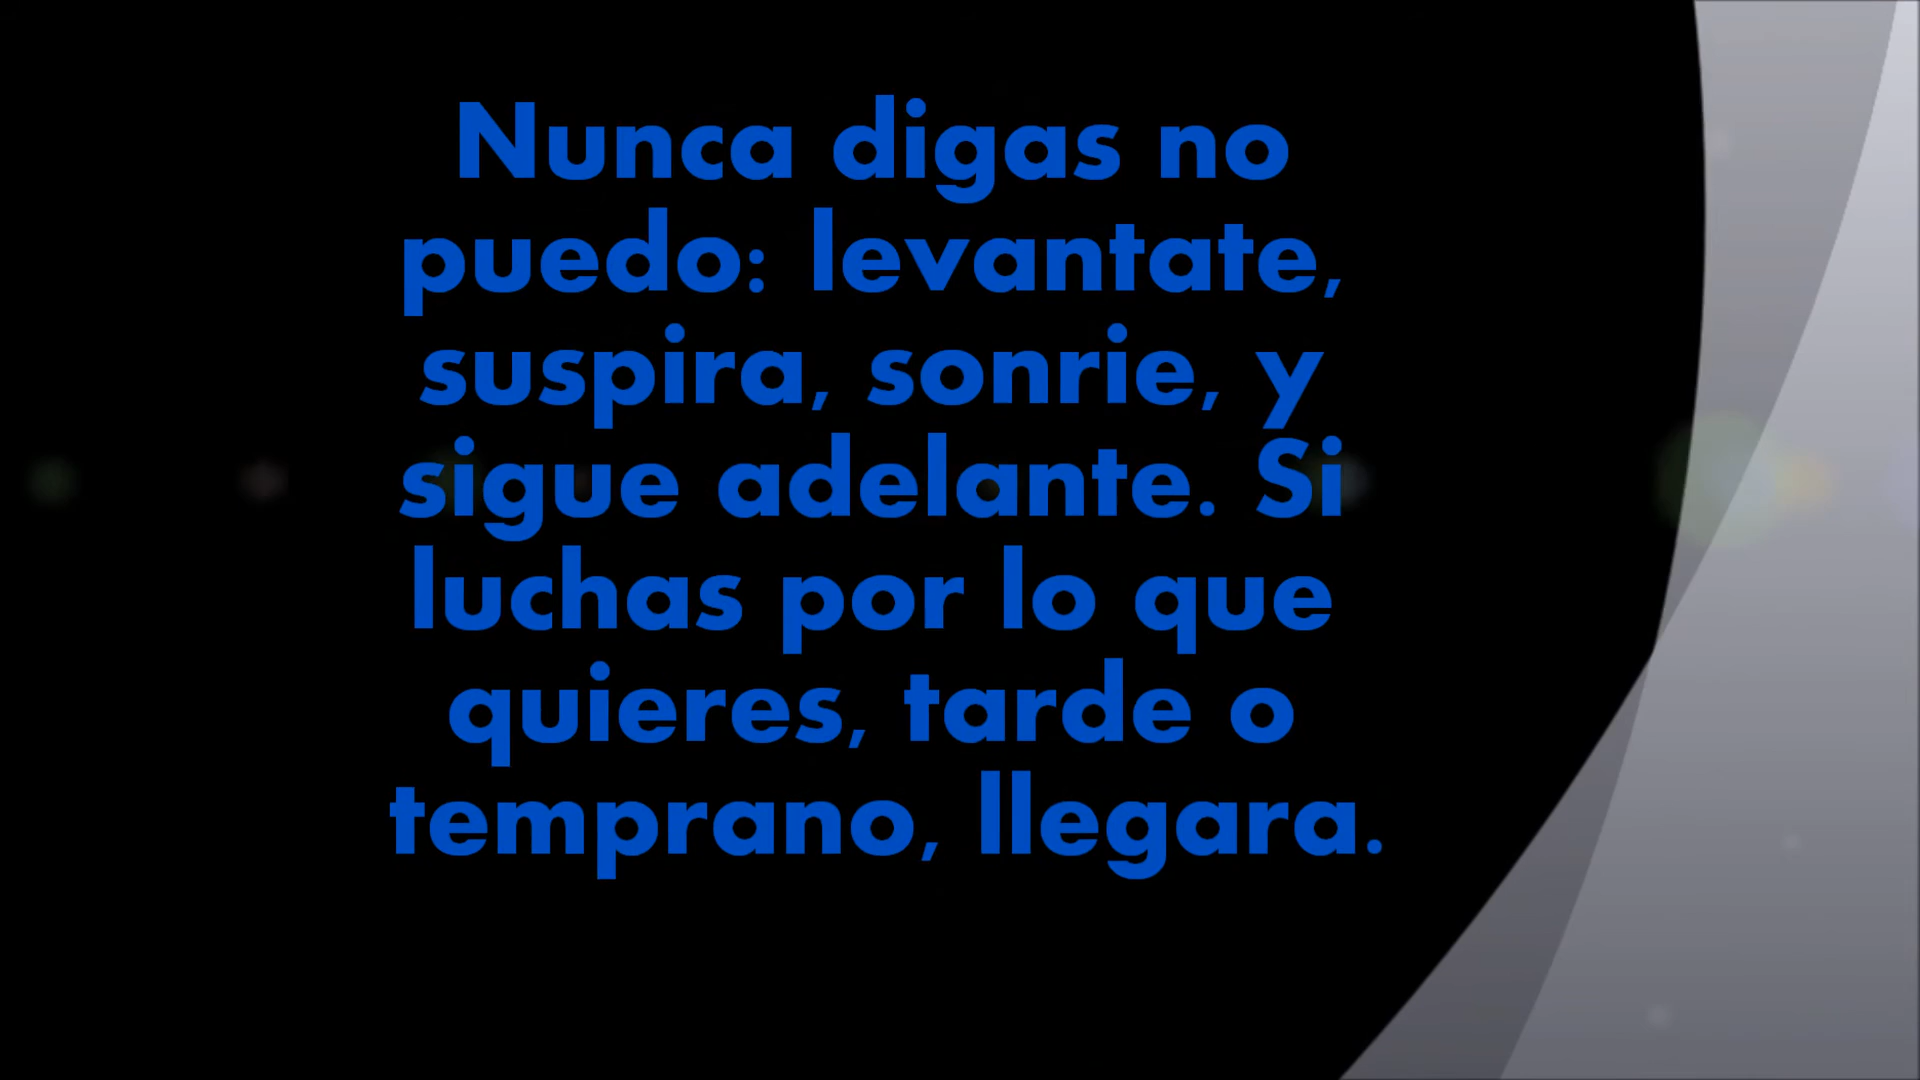 Nunca digas no
puedo: levantate,
suspira, sonrie, y
sigue adelante. Si
luchas por lo que
quieres, tarde o
temprano, llegara.